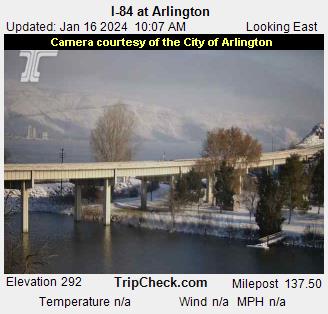 I-84 at Arlington
Updated: Jan 16 2024 10:07 AM Looking East
Camera courtesy of the City of Arlington
Elevation 292 TripCheck.com Milepost 137.50
Temperature n/a Wind n/a MPH n/a